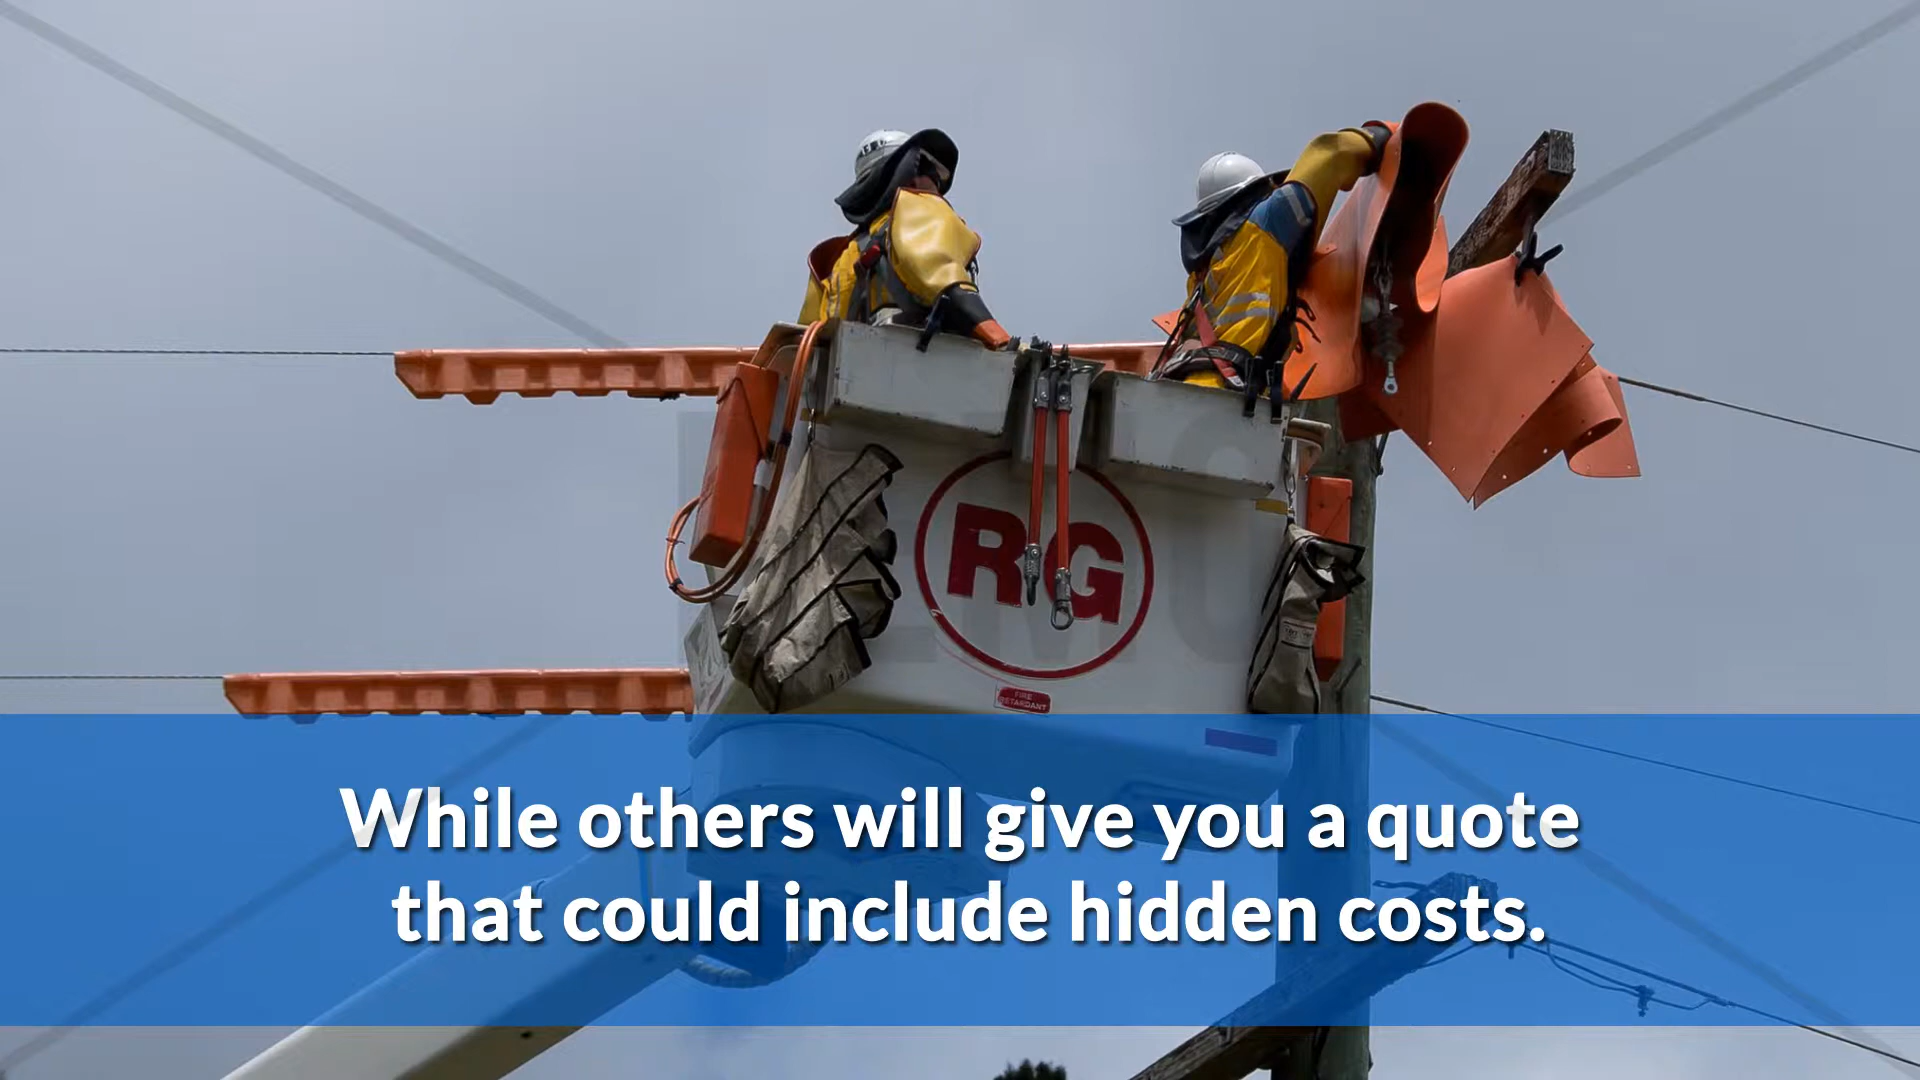 RG
FIRE
RETARDANT
While others will give you a quote
that could include hidden costs.